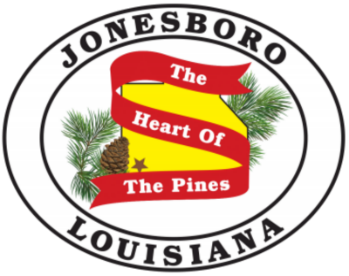 JONESBORO
The
Heart Of
The Pines
LOUISIANA